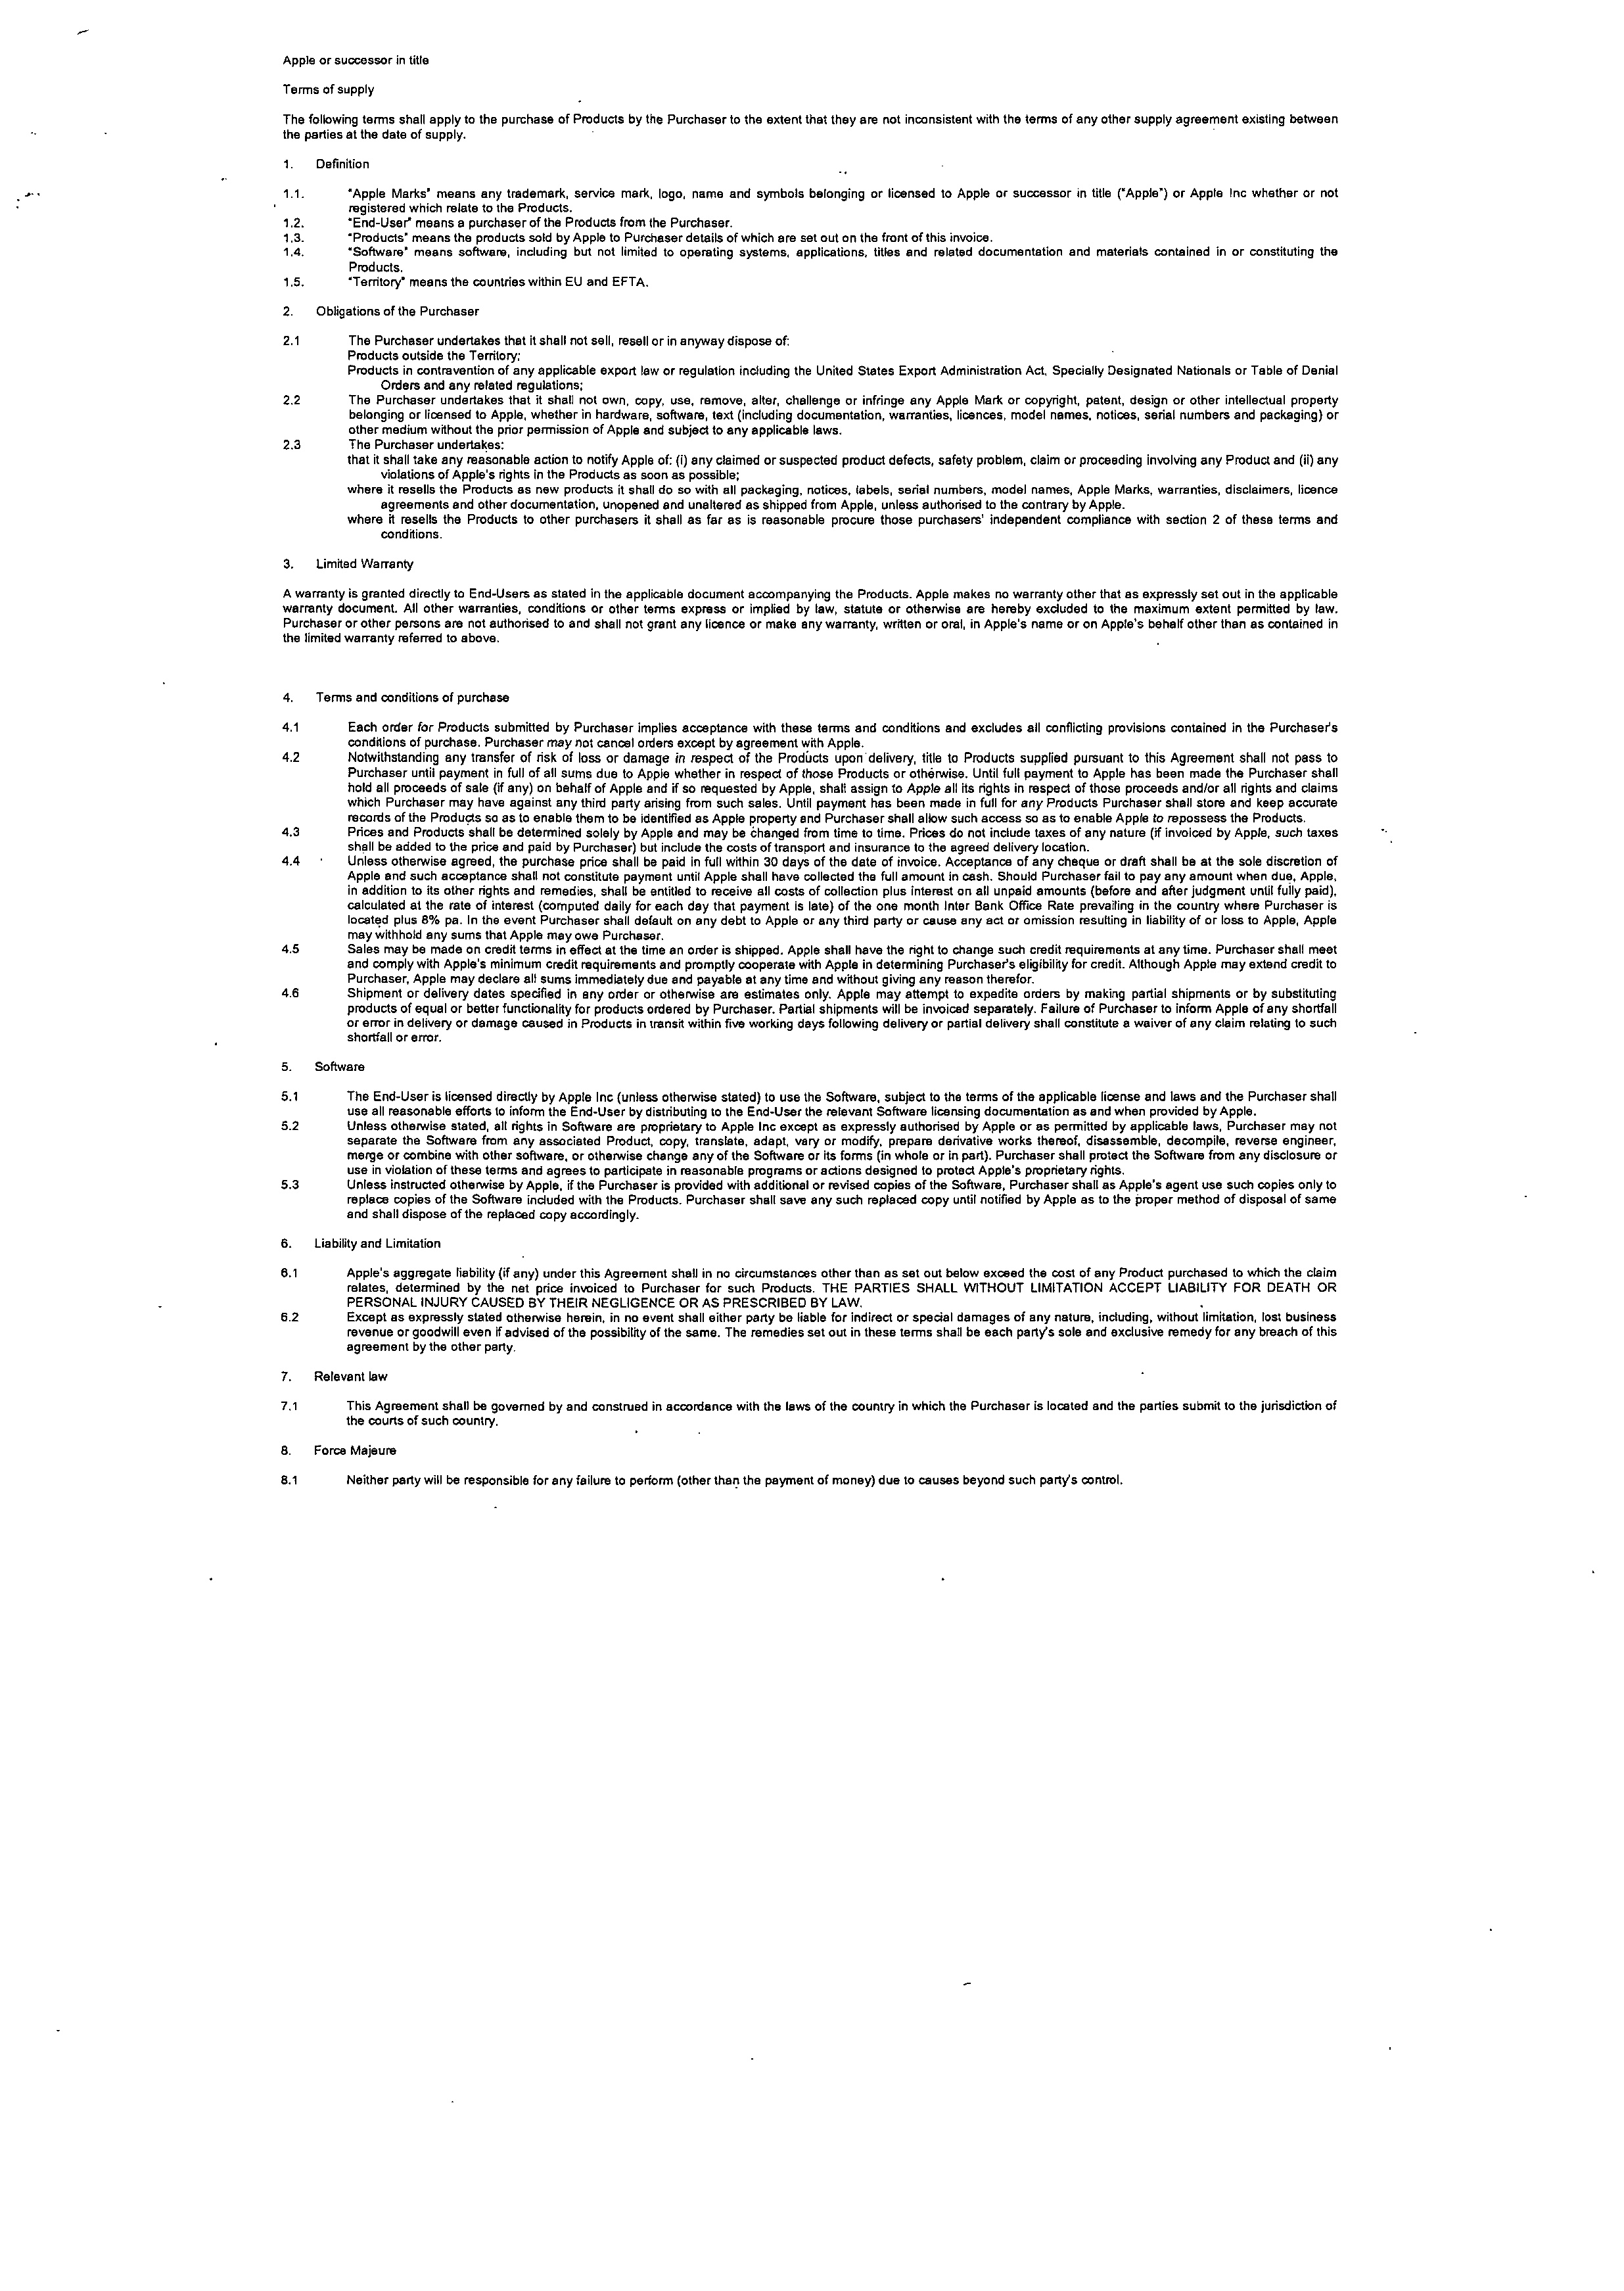 Apple or successor in title
Terms of supply
The following terms shall apply to the purchase of Products by the Purchaser to the extent that they are not inconsistent with the terms of any other supply agreement existing between
the parties at the date of supply.
1. Definition
1.1. "Apple Marks" means any trademark, service mark, logo, name and symbols belonging or licensed to Apple or successor in title ("Apple") or Apple Inc whether or not
registered which relate to the Products.
1.2. "End-User" means a purchaser of the Products from the Purchaser.
1.3. "Products" means the products sold by Apple to Purchaser details of which are set out on the front of this invoice.
1.4. "Software" means software, including but not limited to operating systems, applications, titles and related documentation and materials contained in or constituting the
Products.
1.5. "Territory" means the countries within EU and EFTA.
2. Obligations of the Purchaser
2.1 The Purchaser undertakes that it shall not sell, resell or in anyway dispose of:
Products outside the Territory;
Products in contravention of any applicable export law or regulation including the United States Export Administration Act, Specially Designated Nationals or Table of Denial
Orders and any related regulations;
2.2 The Purchaser undertakes that it shall not own, copy, use, remove, alter, challenge or infringe any Apple Mark or copyright, patent, design or other intellectual property
belonging or licensed to Apple, whether in hardware, software, text (including documentation, warranties, licences, model names, notices, serial numbers and packaging) or
other medium without the prior permission of Apple and subject to any applicable laws.
2.3 The Purchaser undertakes:
that it shall take any reasonable action to notify Apple of: (i) any claimed or suspected product defects, safety problem, claim or proceeding involving any Product and (ii) any
violations of Apple's rights in the Products as soon as possible;
where it resells the Products as new products it shall do so with all packaging, notices, labels, serial numbers, model names, Apple Marks, warranties, disclaimers, licence
agreements and other documentation, unopened and unaltered as shipped from Apple, unless authorised to the contrary by Apple.
where it resells the Products to other purchasers it shall as far as is reasonable procure those purchasers' independent compliance with section 2 of these terms and
conditions.
3. Limited Warranty
A warranty is granted directly to End-Users as stated in the applicable document accompanying the Products. Apple makes no warranty other that as expressly set out in the applicable
warranty document. All other warranties, conditions or other terms express or implied by law, statute or otherwise are hereby excluded to the maximum extent permitted by law.
Purchaser or other persons are not authorised to and shall not grant any licence or make any warranty, written or oral, in Apple's name or on Apple's behalf other than as contained in
the limited warranty referred to above.
4. Terms and conditions of purchase
4.1 Each order for Products submitted by Purchaser implies acceptance with these terms and conditions and excludes all conflicting provisions contained in the Purchaser's
conditions of purchase. Purchaser may not cancel orders except by agreement with Apple.
4.2 Notwithstanding any transfer of risk of loss or damage in respect of the Products upon delivery, title to Products supplied pursuant to this Agreement shall not pass to
Purchaser until payment in full of all sums due to Apple whether in respect of those Products or otherwise. Until full payment to Apple has been made the Purchaser shall
hold all proceeds of sale (if any) on behalf of Apple and if so requested by Apple, shall assign to Apple all its rights in respect of those proceeds and/or all rights and claims
which Purchaser may have against any third party arising from such sales. Until payment has been made in full for any Products Purchaser shall store and keep accurate
records of the Products so as to enable them to be identified as Apple property and Purchaser shall allow such access so as to enable Apple to repossess the Products.
4.3 Prices and Products shall be determined solely by Apple and may be changed from time to time. Prices do not include taxes of any nature (if invoiced by Apple, such taxes
shall be added to the price and paid by Purchaser) but include the costs of transport and insurance to the agreed delivery location.
4.4 Unless otherwise agreed, the purchase price shall be paid in full within 30 days of the date of invoice. Acceptance of any cheque or draft shall be at the sole discretion of
Apple and such acceptance shall not constitute payment until Apple shall have collected the full amount in cash. Should Purchaser fail to pay any amount when due, Apple,
in addition to its other rights and remedies, shall be entitled to receive all costs of collection plus interest on all unpaid amounts (before and after judgment until fully paid),
calculated at the rate of interest (computed daily for each day that payment is late) of the one month Inter Bank Office Rate prevailing in the country where Purchaser is
located plus 8% pa. In the event Purchaser shall default on any debt to Apple or any third party or cause any act or omission resulting in liability of or loss to Apple, Apple
may withhold any sums that Apple may owe Purchaser.
4.5 Sales may be made on credit terms in effect at the time an order is shipped. Apple shall have the right to change such credit requirements at any time. Purchaser shall meet
and comply with Apple's minimum credit requirements and promptly cooperate with Apple in determining Purchaser's eligibility for credit. Although Apple may extend credit to
Purchaser, Apple may declare all sums immediately due and payable at any time and without giving any reason therefor.
4.6 Shipment or delivery dates specified in any order or otherwise are estimates only. Apple may attempt to expedite orders by making partial shipments or by substituting
products of equal or better functionality for products ordered by Purchaser. Partial shipments will be invoiced separately. Failure of Purchaser to inform Apple of any shortfall
or error in delivery or damage caused in Products in transit within five working days following delivery or partial delivery shall constitute a waiver of any claim relating to such
shortfall or error.
5. Software
5.1 The End-User is licensed directly by Apple Inc (unless otherwise stated) to use the Software, subject to the terms of the applicable license and laws and the Purchaser shall
use all reasonable efforts to inform the End-User by distributing to the End-User the relevant Software licensing documentation as and when provided by Apple.
5.2 Unless otherwise stated, all rights in Software are proprietary to Apple Inc except as expressly authorised by Apple or as permitted by applicable laws, Purchaser may not
separate the Software from any associated Product, copy, translate, adapt, vary or modify, prepare derivative works thereof, disassemble, decompile, reverse engineer,
merge or combine with other software, or otherwise change any of the Software or its forms (in whole or in part). Purchaser shall protect the Software from any disclosure or
use in violation of these terms and agrees to participate in reasonable programs or actions designed to protect Apple's proprietary rights.
5.3 Unless instructed otherwise by Apple, if the Purchaser is provided with additional or revised copies of the Software, Purchaser shall as Apple's agent use such copies only to
replace copies of the Software included with the Products. Purchaser shall save any such replaced copy until notified by Apple as to the proper method of disposal of same
and shall dispose of the replaced copy accordingly.
6. Liability and Limitation
6.1 Apple's aggregate liability (if any) under this Agreement shall in no circumstances other than as set out below exceed the cost of any Product purchased to which the claim
relates, determined by the net price invoiced to Purchaser for such Products. THE PARTIES SHALL WITHOUT LIMITATION ACCEPT LIABILITY FOR DEATH OR
PERSONAL INJURY CAUSED BY THEIR NEGLIGENCE OR AS PRESCRIBED BY LAW.
6.2 Except as expressly stated otherwise herein, in no event shall either party be liable for indirect or special damages of any nature, including, without limitation, lost business
revenue or goodwill even if advised of the possibility of the same. The remedies set out in these terms shall be each party's sole and exclusive remedy for any breach of this
agreement by the other party.
7. Relevant law
7.1 This Agreement shall be governed by and construed in accordance with the laws of the country in which the Purchaser is located and the parties submit to the jurisdiction of
the courts of such country.
8. Force Majeure
8.1 Neither party will be responsible for any failure to perform (other than the payment of money) due to causes beyond such party's control.